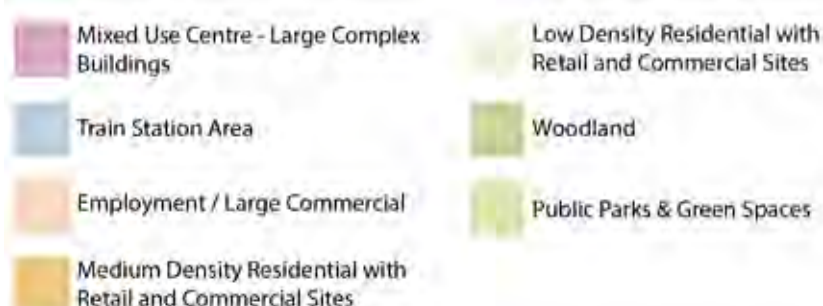 Mixed Use Centre - Large Complex
Buildings
Train Station Area
Employment / Large Commercial
Medium Density Residential with
Retail and Commercial Sites
Low Density Residential with
Retail and Commercial Sites
Woodland
Public Parks & Green Spaces